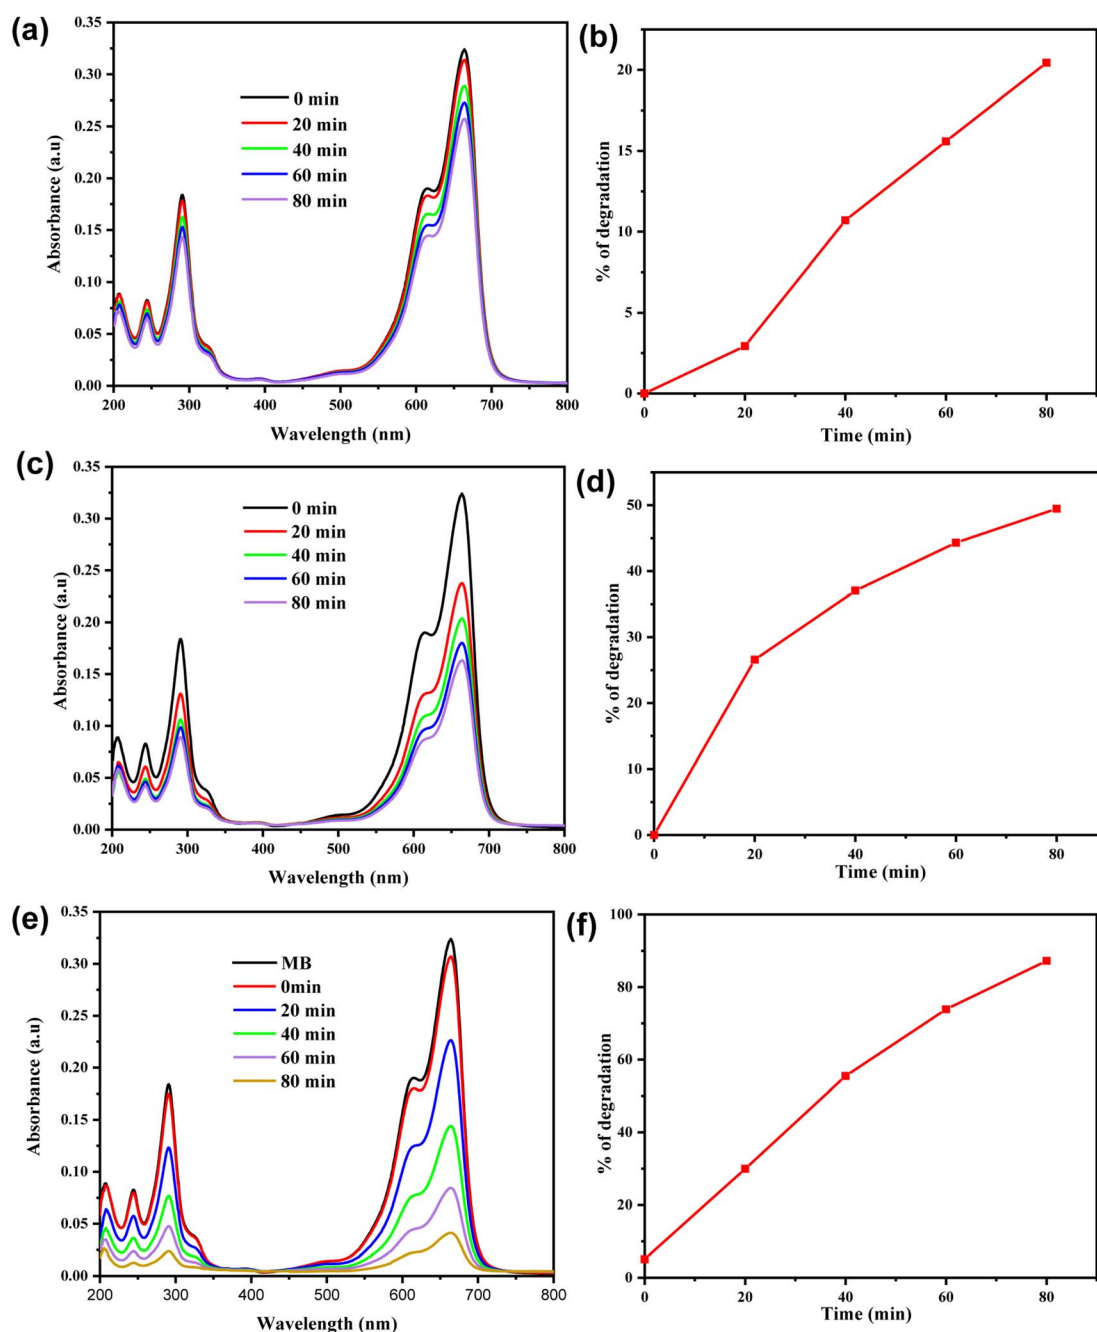 (a)
0.35
0.30
0.25
0.20
0.15
0.10
0.05
0.00
Absorbance (a.u)
0 min
20 min
40 min
60 min
80 min
200 300 400 500 600 700 800
Wavelength (nm)
(b)
20
15
10
5
0
% of degradation
0 20 40 60 80
Time (min)
(c)
0.35
0.30
0.25
0.20
0.15
0.10
0.05
0.00
Absorbance (a.u)
0 min
20 min
40 min
60 min
80 min
200 300 400 500 600 700 800
Wavelength (nm)
(d)
50
40
30
20
10
0
% of degradation
0 20 40 60 80
Time (min)
(e)
0.35
0.30
0.25
0.20
0.15
0.10
0.05
0.00
Absorbance (a.u)
MB
0min
20 min
40 min
60 min
80 min
200 300 400 500 600 700 800
Wavelength (nm)
(f)
100
80
60
40
20
0
% of degradation
0 20 40 60 80
Time (min)